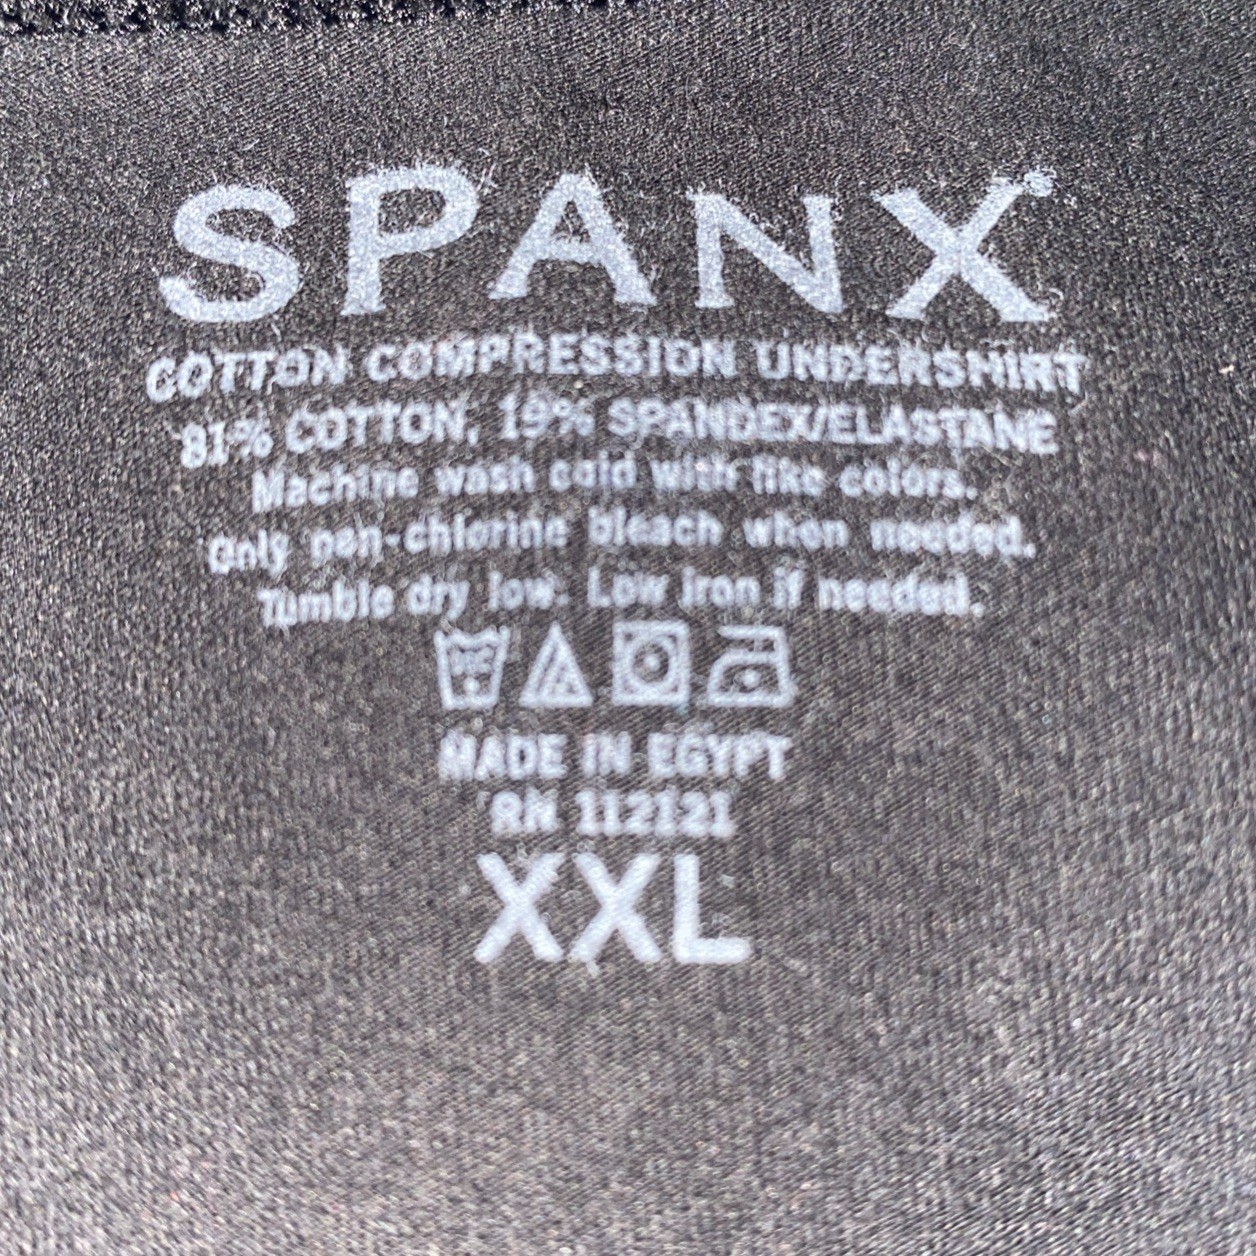 SPANX®
COTTON COMPRESSION UNDERSHIRT
81% COTTON, 19% SPANDEX/ELASTANE
Machine wash cold with like colors.
Only non-chlorine bleach when needed.
Tumble dry low. Low iron if needed.
MADE IN EGYPT
RN 112121
XXL